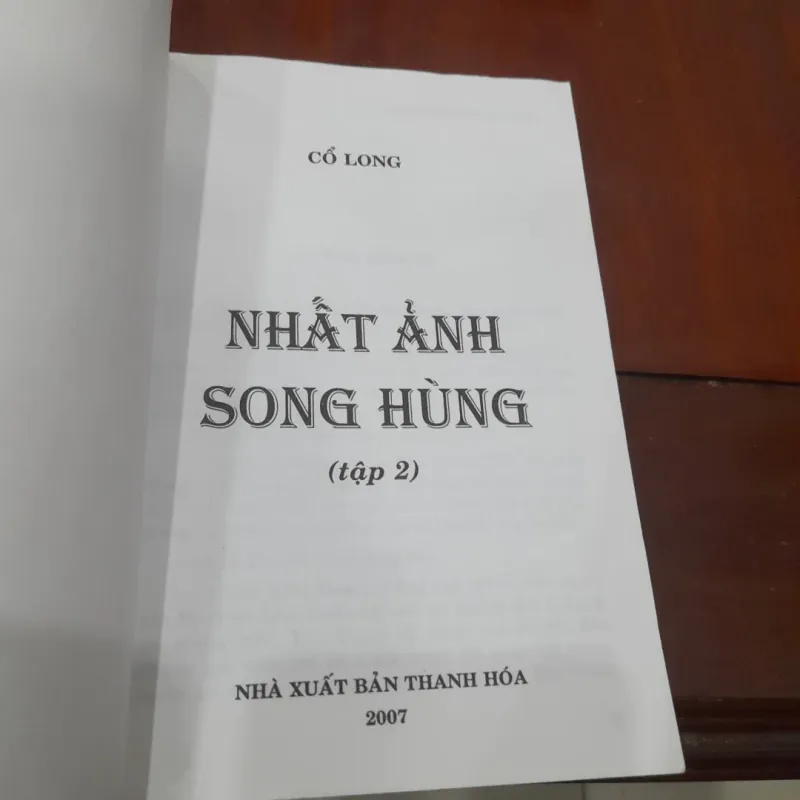 CỔ LONG
NHẤT ẢNH
SONG HÙNG
(tập 2)
NHÀ XUẤT BẢN THANH HÓA
2007